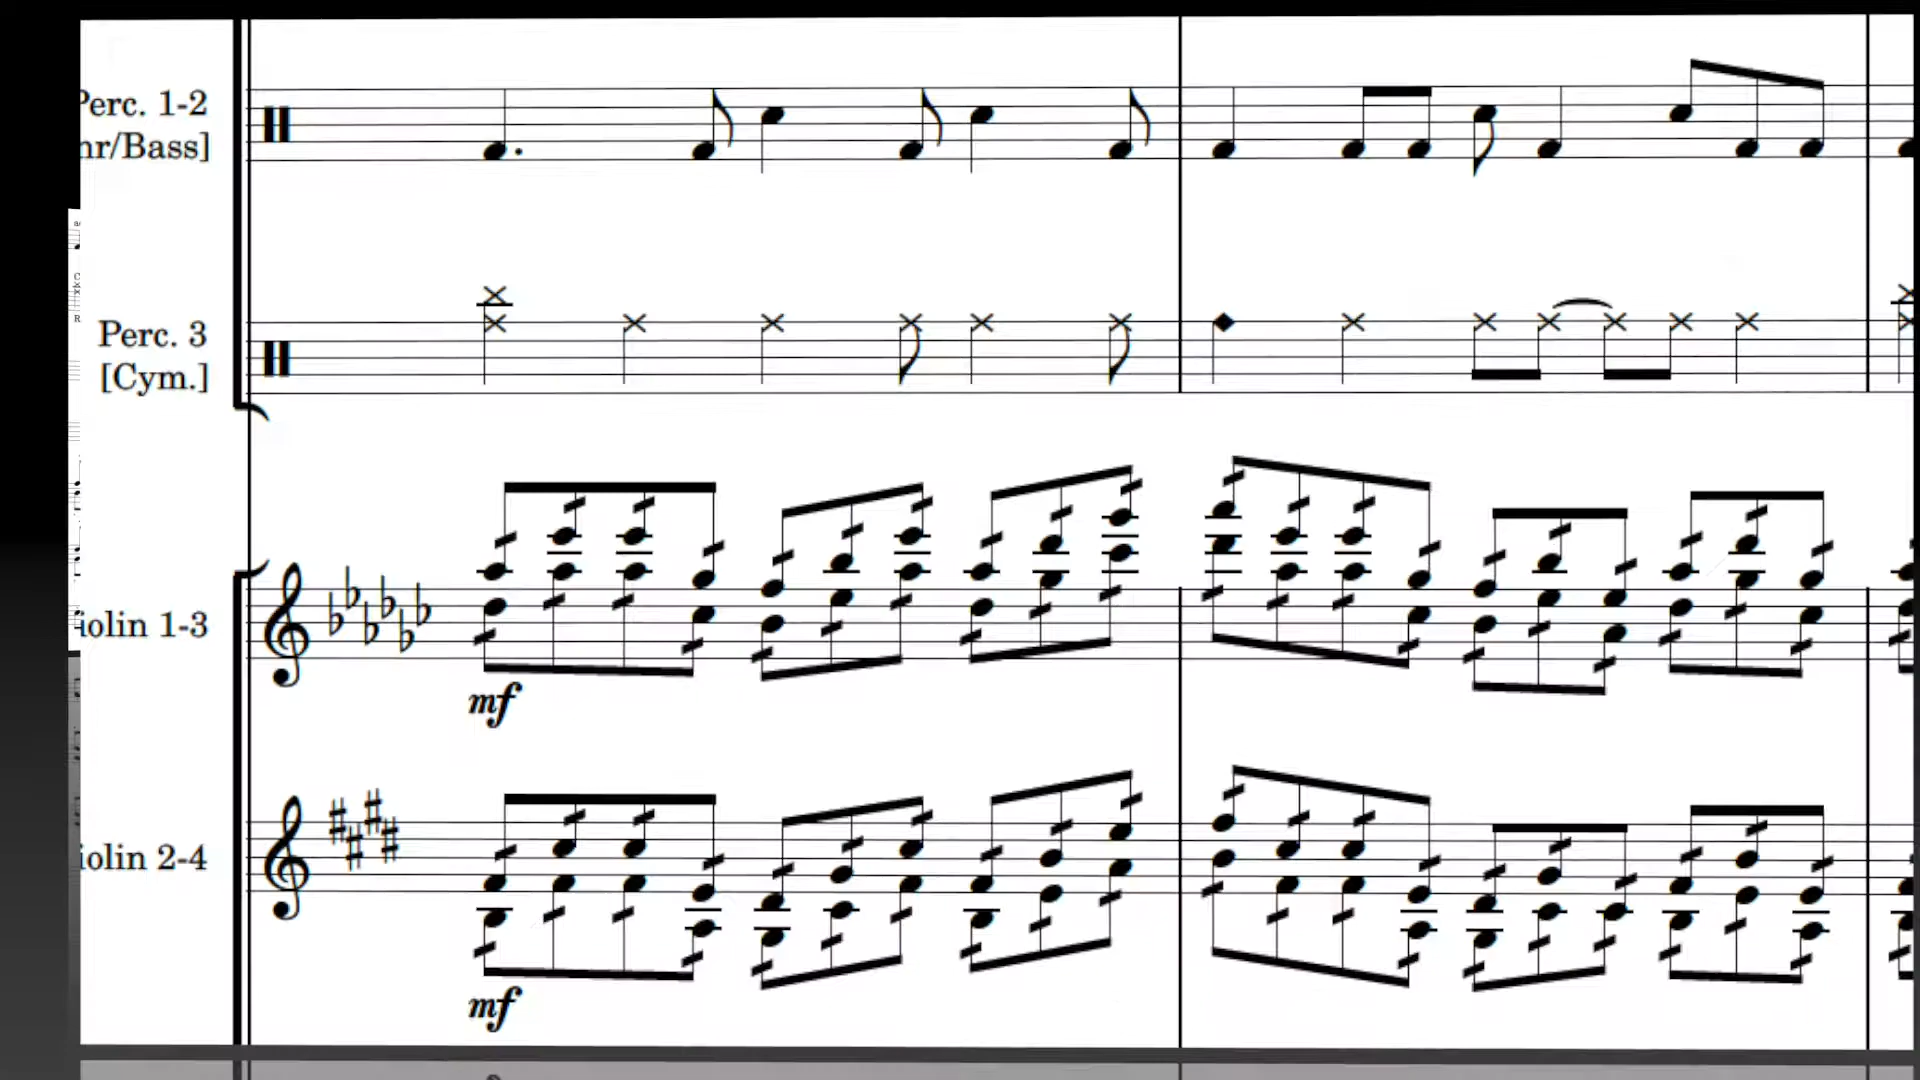 Perc. 1-2
nr/Bass]
Perc. 3
[Cym.]
iolin 1-3
mf
iolin 2-4
mf